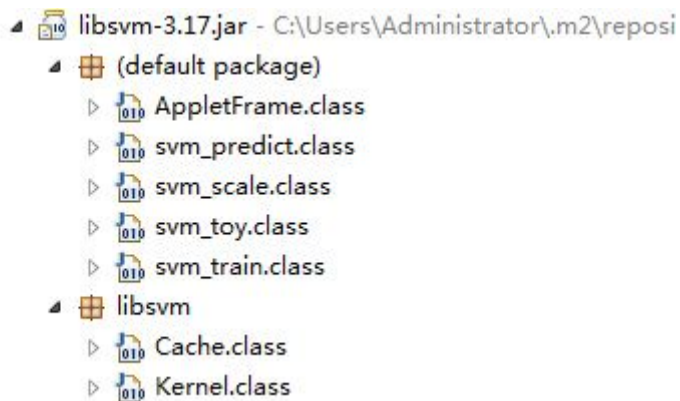 libsvm-3.17.jar - C:\Users\Administrator\.m2\reposi
(default package)
AppletFrame.class
svm_predict.class
svm_scale.class
svm_toy.class
svm_train.class
libsvm
Cache.class
Kernel.class